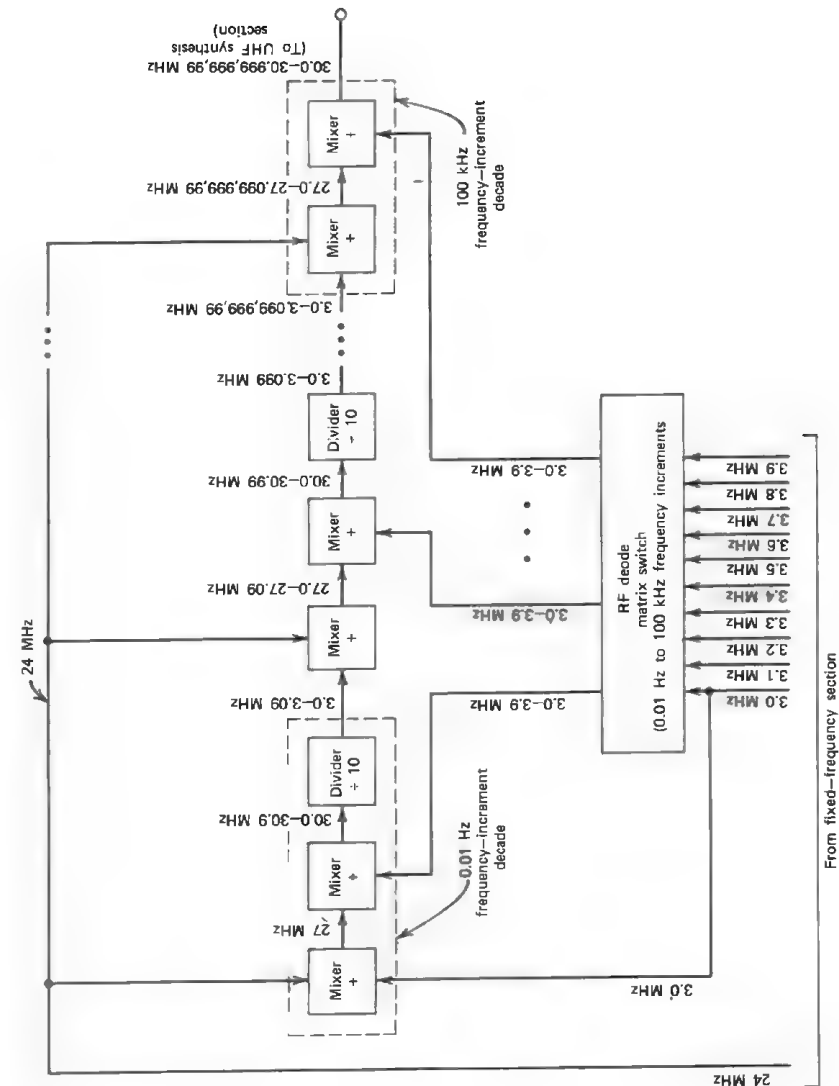 24 MHz
Mixer
+
27 MHz
Mixer
+
30.0–30.9 MHz
Divider
÷ 10
3.0–3.09 MHz
Mixer
+
27.0–27.09 MHz
Mixer
+
30.0–30.99 MHz
Divider
÷ 10
3.0–3.099 MHz
3.0–3.099,999,99 MHz
Mixer
+
27.0–27.099,999,99 MHz
Mixer
+
30.0–30.999,999,99 MHz
(To UHF synthesis
section)
0.01 Hz
frequency–increment
decade
100 kHz
frequency–increment
decade
3.0 MHz
3.0–3.9 MHz
3.0–3.9 MHz
3.0–3.9 MHz
RF deode
matrix switch
(0.01 Hz to 100 kHz frequency increments
24 MHz
3.0 MHz
3.1 MHz
3.2 MHz
3.3 MHz
3.4 MHz
3.5 MHz
3.6 MHz
3.7 MHz
3.8 MHz
3.9 MHz
From fixed–frequency section